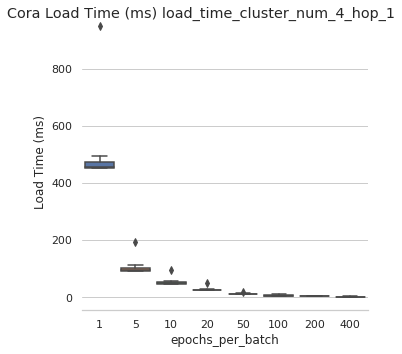 Cora Load Time (ms) load_time_cluster_num_4_hop_1
Load Time (ms)
800
600
400
200
0
1 5 10 20 50 100 200 400
epochs_per_batch